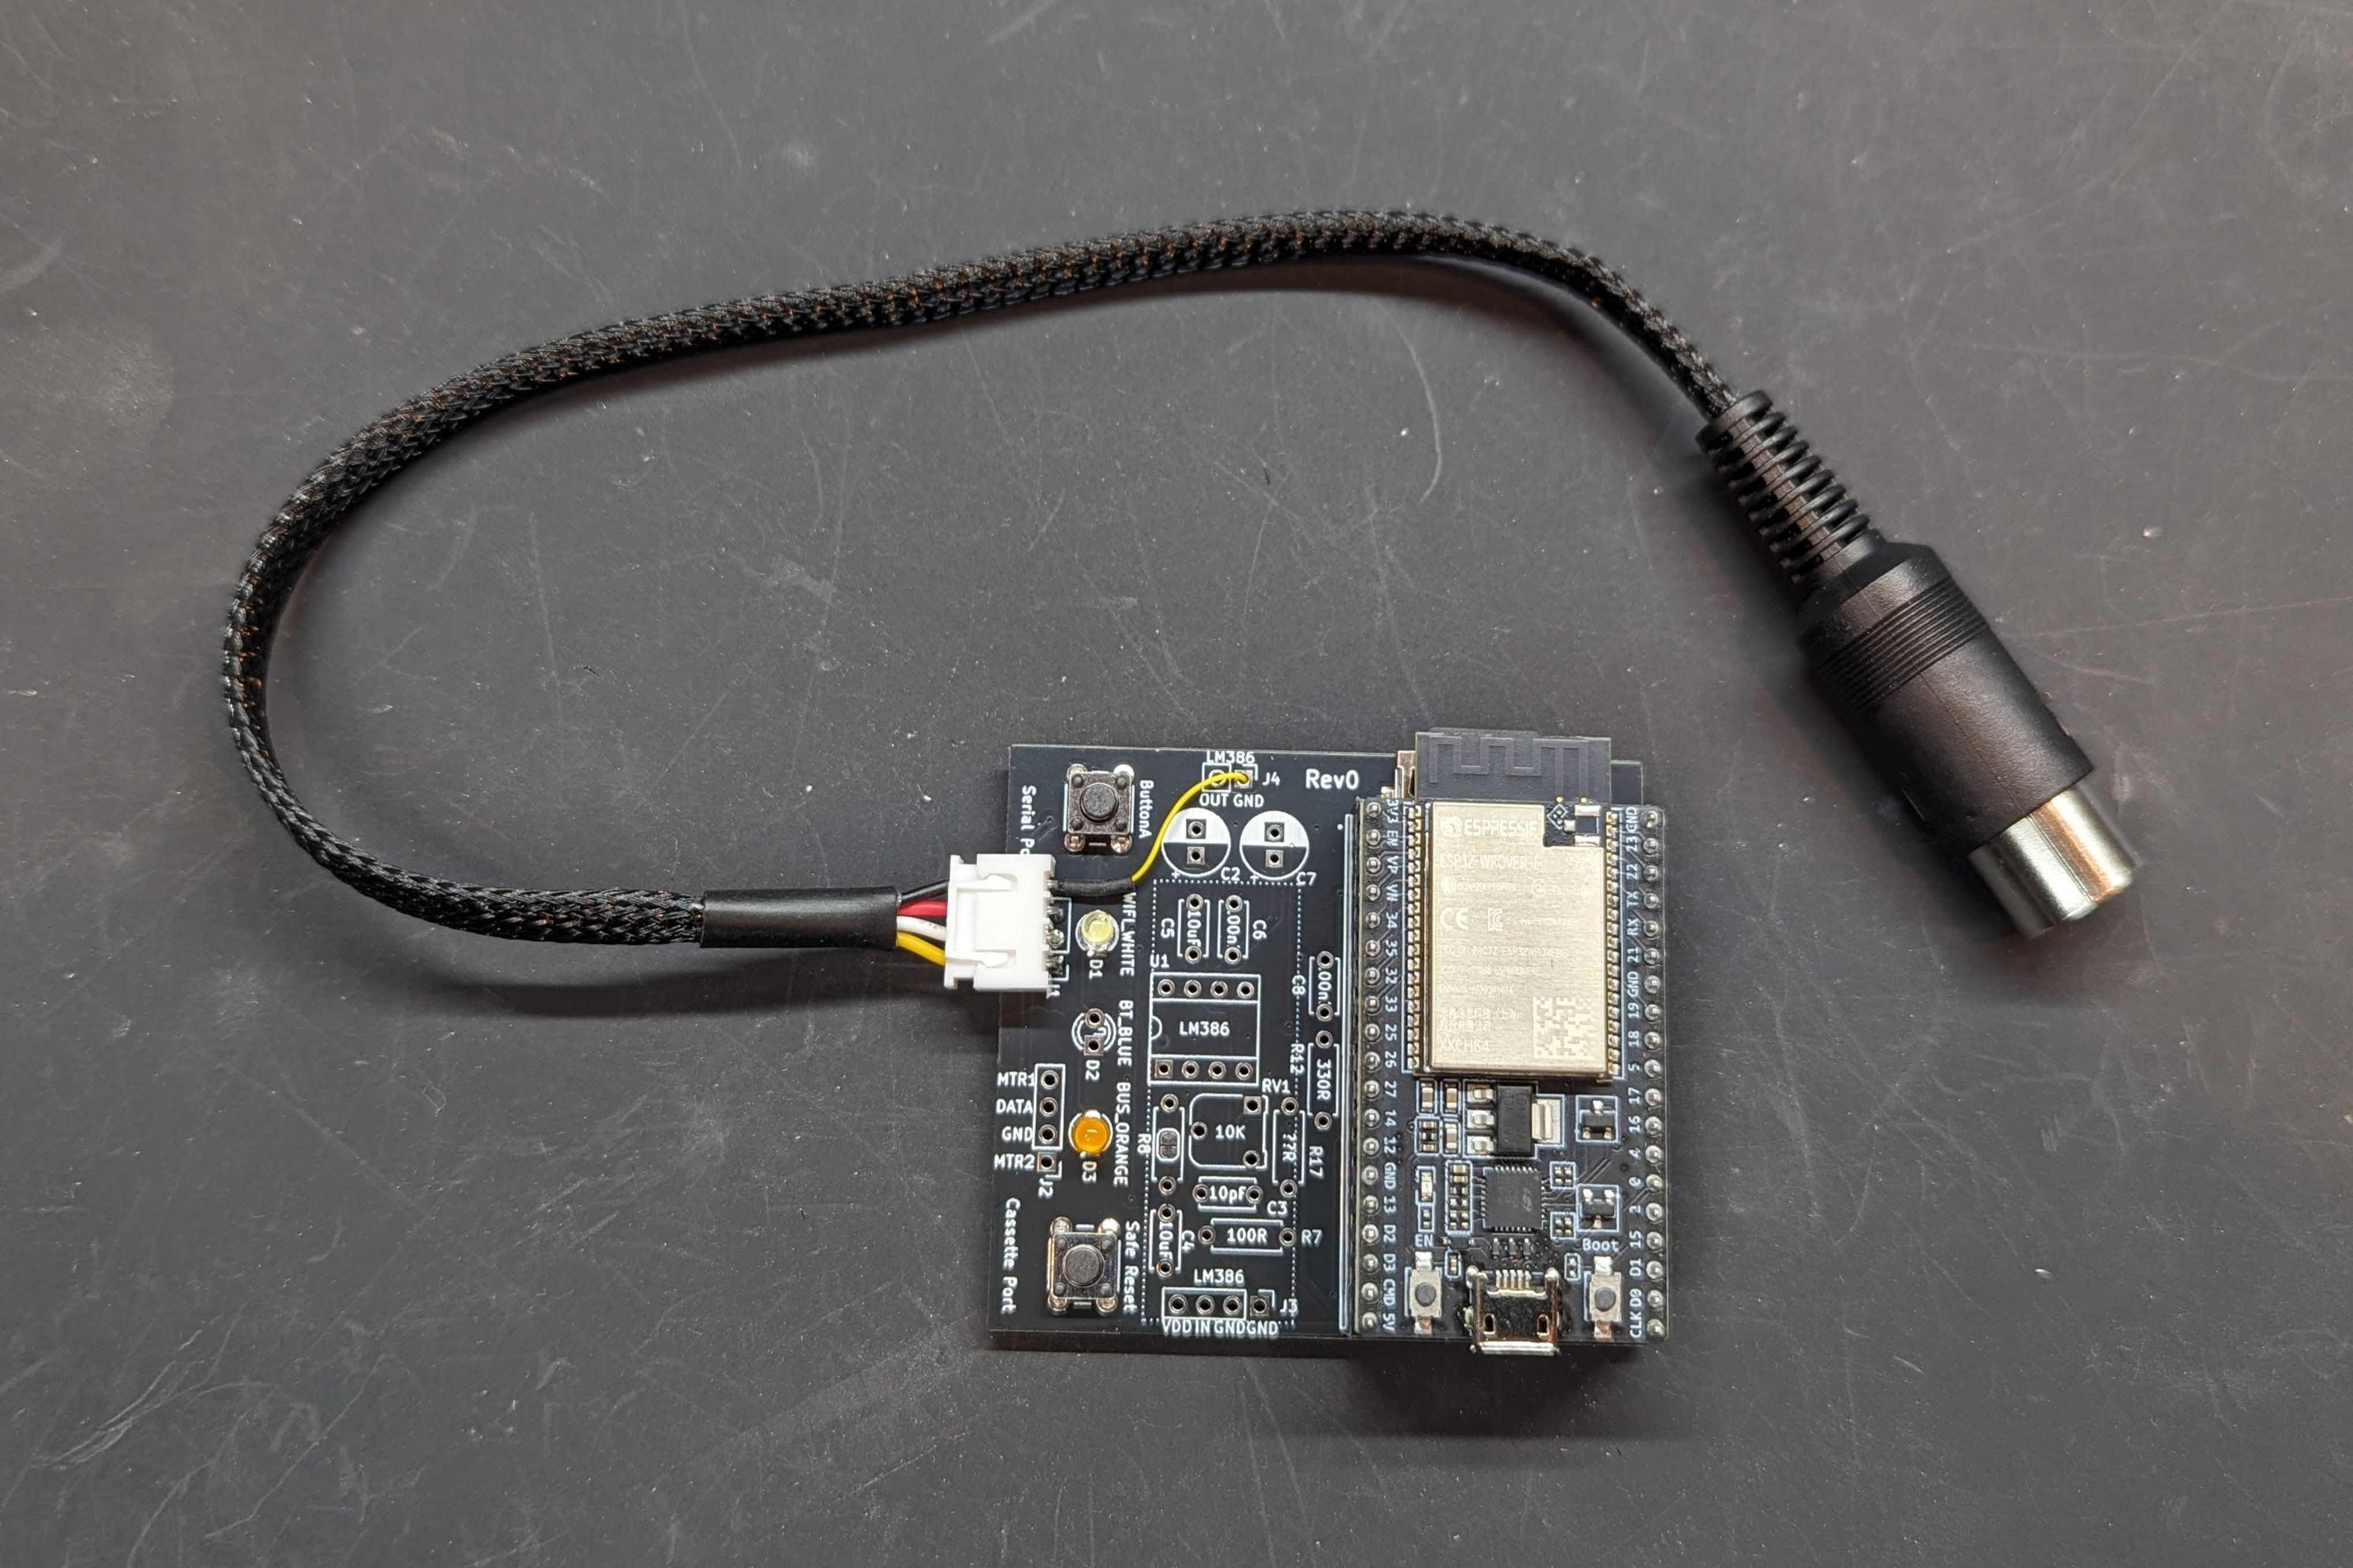 LM386
J4
OUT GND
Rev0
ButtonA
Serial
+ C2 + C7
WIFI_WHITE
D1
J1
C5
10uF
C6
U1
LM386
C8
BT_BLUE
D2
BUS_ORANGE
D3
MTR1
DATA
GND
MTR2
J2
Cassette Port
Safe Reset
RV1
10K
R8
R12
330R
R17
10pF
C3
C4
10uF
100R
R7
LM386
J3
VDD IN GND GND
3V3
EN
VP
VN
34
35
32
33
25
26
27
14
12
GND
13
D2
D3
CMD
5V
ESPRESSIF
ESP32-WROVER-E
CE
XXPH64
GND
23
22
TX
RX
21
GND
19
18
5
17
16
4
0
2
15
D1
D0
CLK
EN
Boot